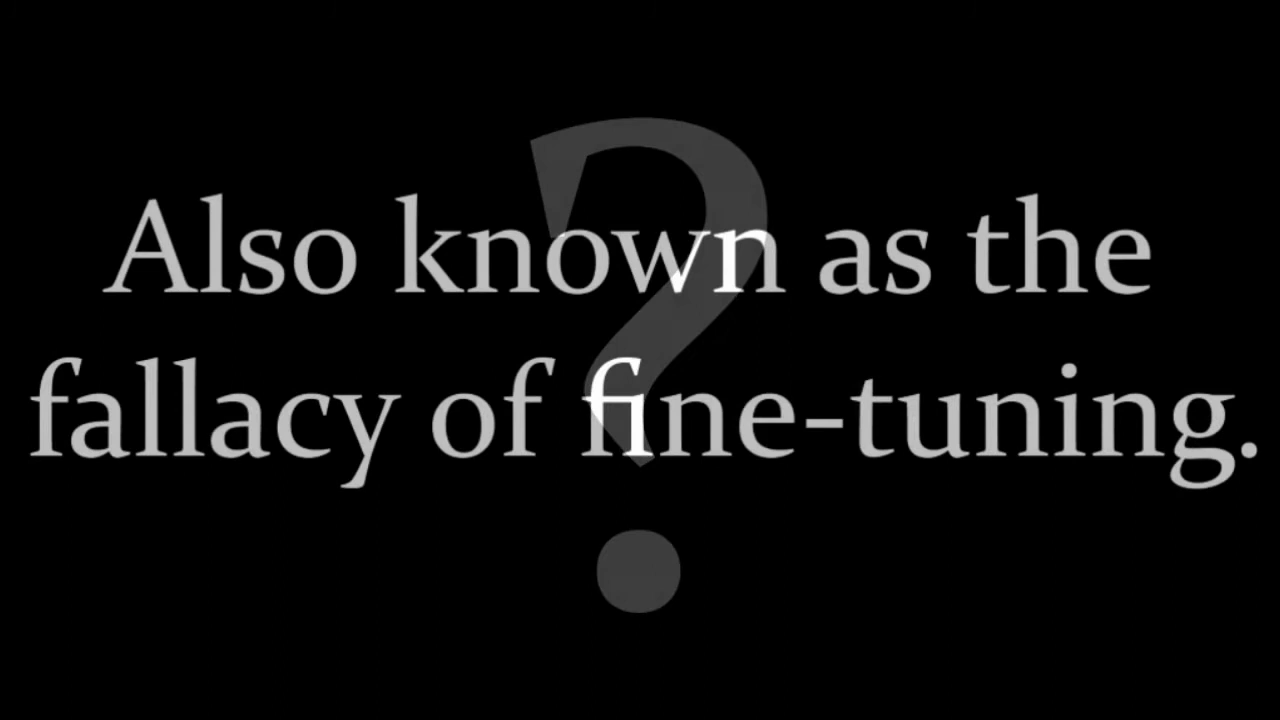 Also known as the
fallacy of fine-tuning.
?